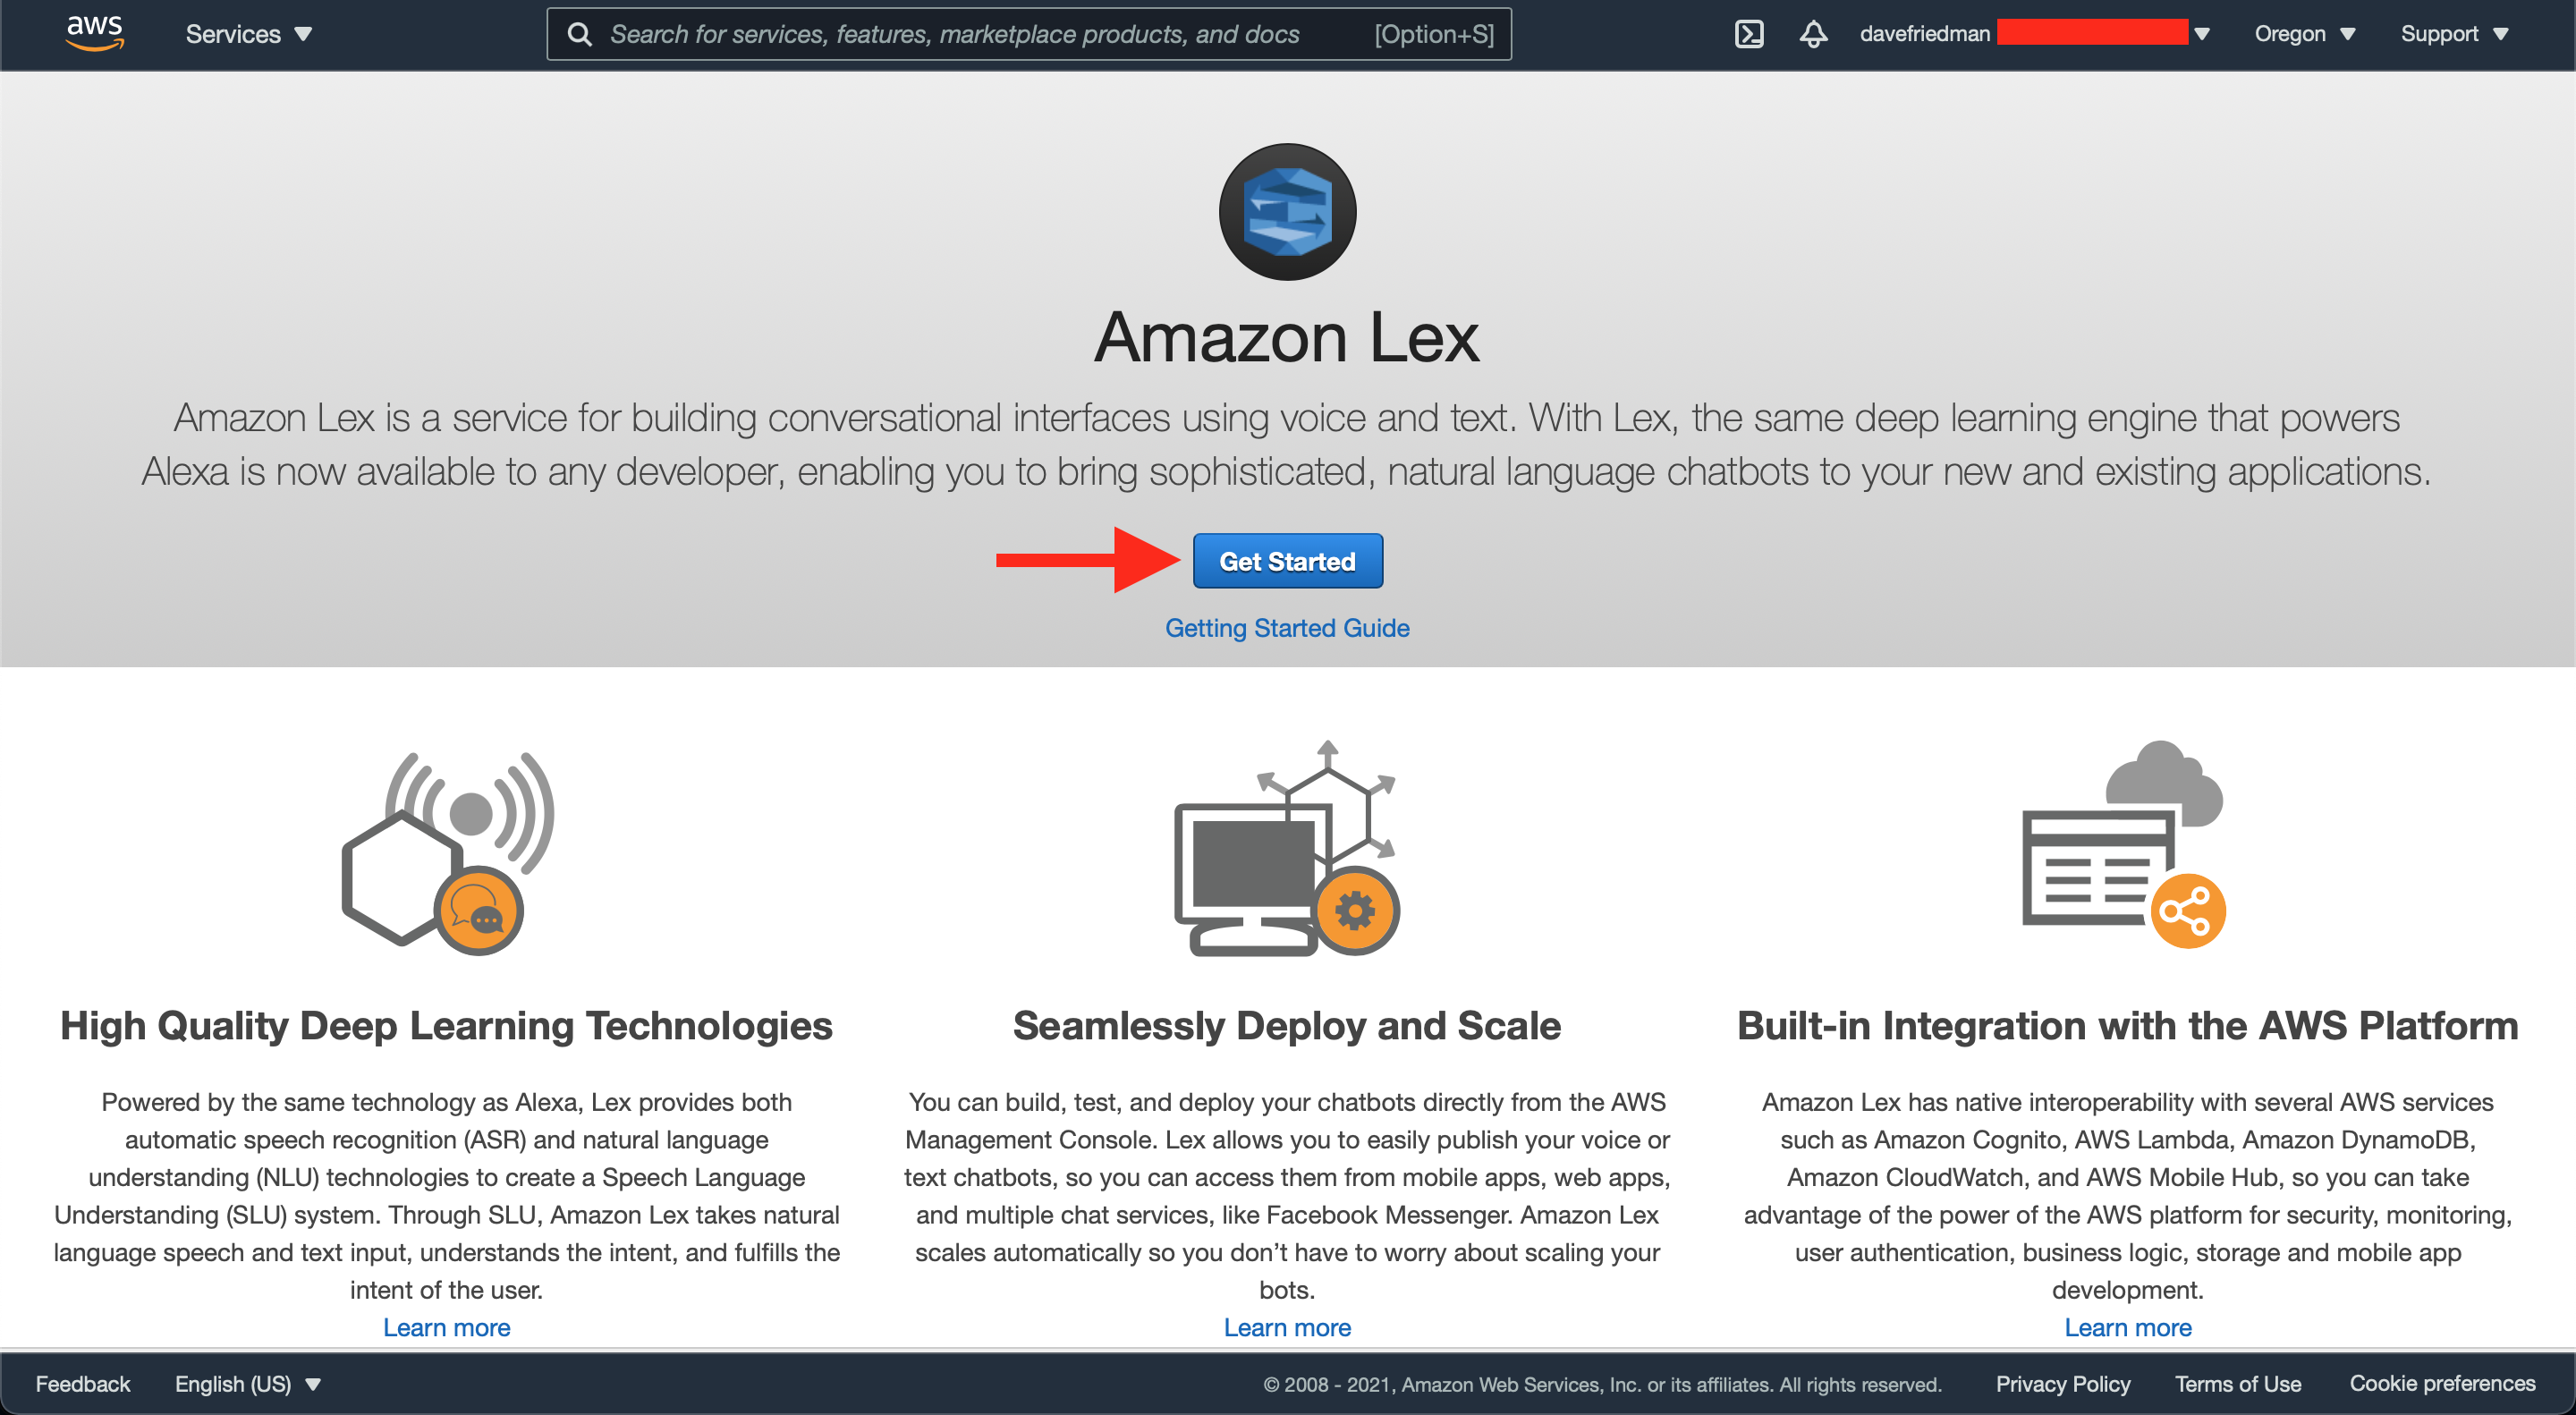 aws
Services
Search for services, features, marketplace products, and docs [Option+S]
davefriedman
Oregon
Support
Amazon Lex
Amazon Lex is a service for building conversational interfaces using voice and text. With Lex, the same deep learning engine that powers
Alexa is now available to any developer, enabling you to bring sophisticated, natural language chatbots to your new and existing applications.
Get Started
Getting Started Guide
High Quality Deep Learning Technologies
Powered by the same technology as Alexa, Lex provides both
automatic speech recognition (ASR) and natural language
understanding (NLU) technologies to create a Speech Language
Understanding (SLU) system. Through SLU, Amazon Lex takes natural
language speech and text input, understands the intent, and fulfills the
intent of the user.
Learn more
Seamlessly Deploy and Scale
You can build, test, and deploy your chatbots directly from the AWS
Management Console. Lex allows you to easily publish your voice or
text chatbots, so you can access them from mobile apps, web apps,
and multiple chat services, like Facebook Messenger. Amazon Lex
scales automatically so you don’t have to worry about scaling your
bots.
Learn more
Built-in Integration with the AWS Platform
Amazon Lex has native interoperability with several AWS services
such as Amazon Cognito, AWS Lambda, Amazon DynamoDB,
Amazon CloudWatch, and AWS Mobile Hub, so you can take
advantage of the power of the AWS platform for security, monitoring,
user authentication, business logic, storage and mobile app
development.
Learn more
Feedback
English (US)
© 2008 - 2021, Amazon Web Services, Inc. or its affiliates. All rights reserved.
Privacy Policy
Terms of Use
Cookie preferences